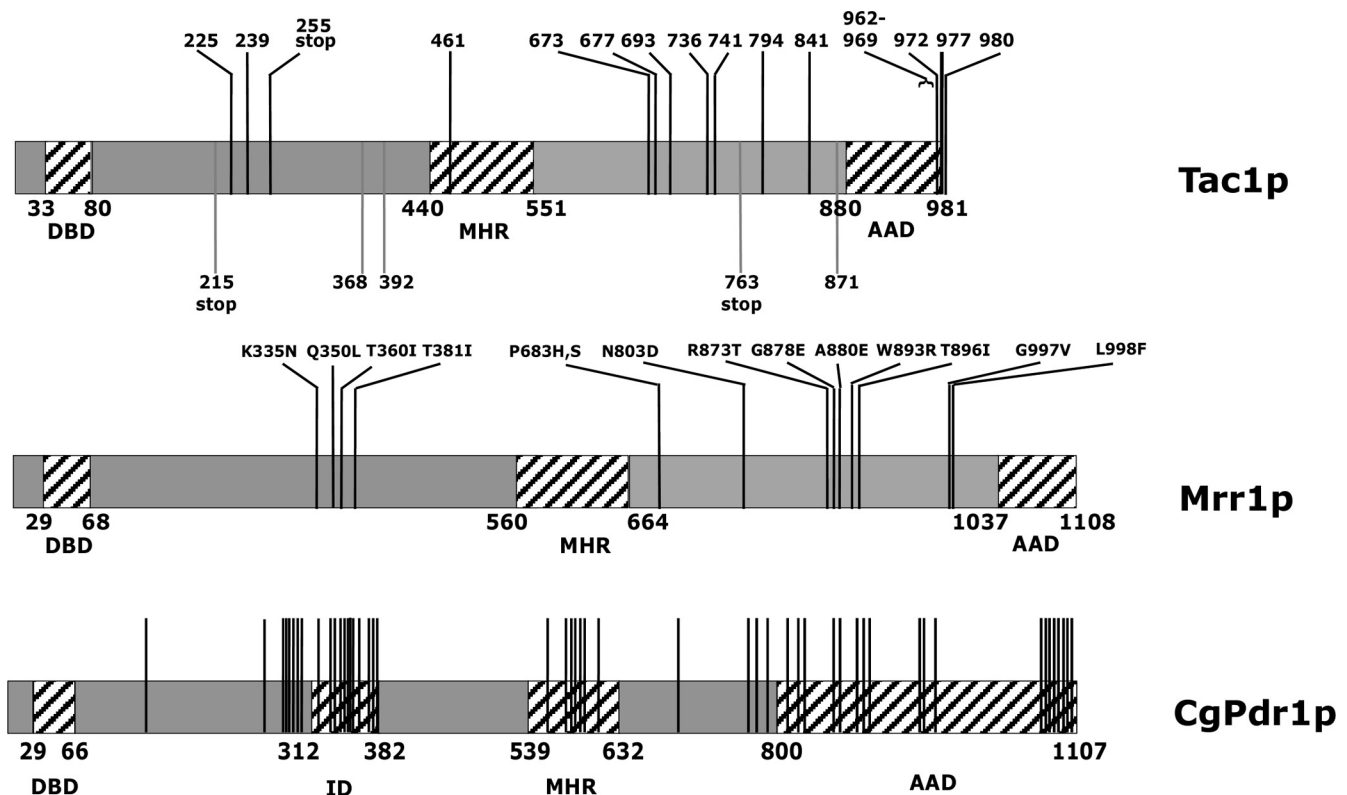 962-
255
225 239 stop 461 673 677 693 736 741 794 841 969 972 977 980
Tac1p
33 80 440 551 880 981
DBD MHR AAD
215 368 392 763 871
stop stop
K335N Q350L T360I T381I P683H,S N803D R873T G878E A880E W893R T896I G997V L998F
Mrr1p
29 68 560 664 1037 1108
DBD MHR AAD
CgPdr1p
29 66 312 382 539 632 800 1107
DBD ID MHR AAD